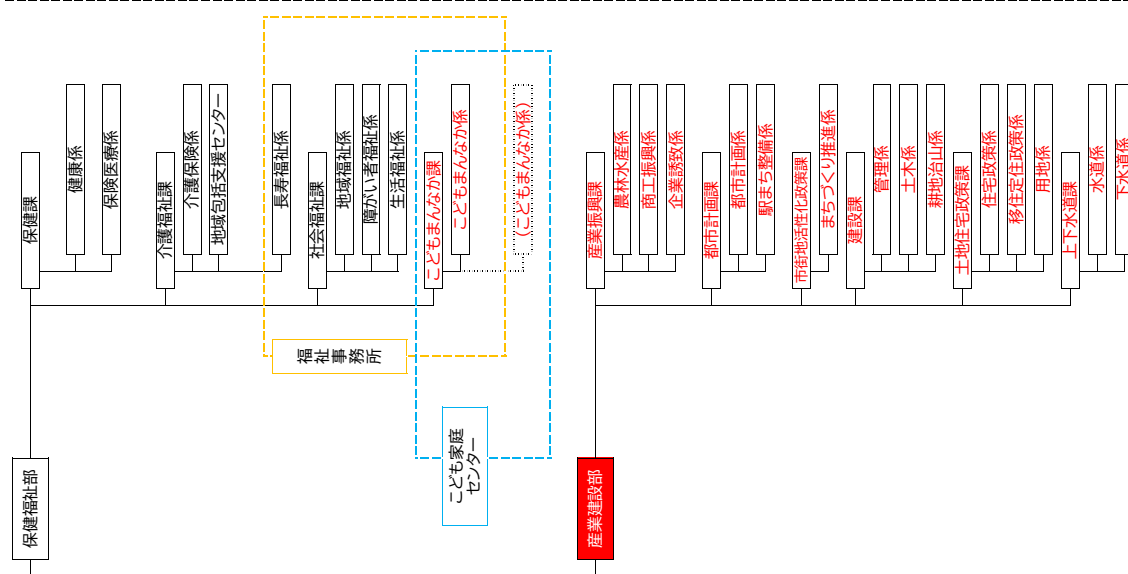 保健福祉部
保健課
健康係
保険医療係
介護福祉課
介護保険係
地域包括支援センター
長寿福祉係
社会福祉課
地域福祉係
障がい者福祉係
生活福祉係
こどもまんなか課
こどもまんなか係
(こどもまんなか係)
福祉事務所
こども家庭
センター
産業建設部
産業振興課
農林水産係
商工振興係
企業誘致係
都市計画課
都市計画係
駅まち整備係
市街地活性化政策課
まちづくり推進係
建設課
管理係
土木係
耕地治山係
土地住宅政策課
住宅政策係
移住定住政策係
用地係
上下水道課
水道係
下水道係